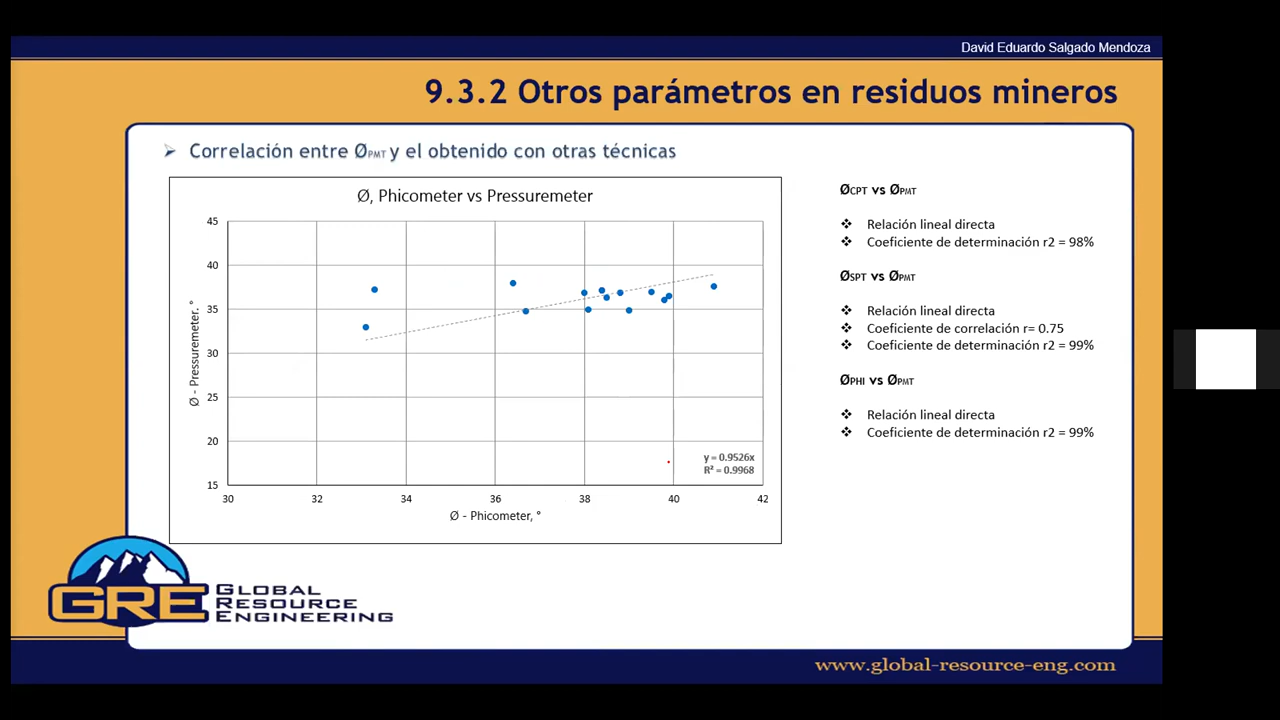 David Eduardo Salgado Mendoza
9.3.2 Otros parámetros en residuos mineros
Correlación entre ØPMT y el obtenido con otras técnicas
Ø, Phicometer vs Pressuremeter
45
40
35
30
25
20
15
Ø - Pressuremeter. °
y = 0.9526x
R² = 0.9968
30 32 34 36 38 40 42
Ø - Phicometer, °
ØCPT vs ØPMT
Relación lineal directa
Coeficiente de determinación r2 = 98%
ØSPT vs ØPMT
Relación lineal directa
Coeficiente de correlación r= 0.75
Coeficiente de determinación r2 = 99%
ØPHI vs ØPMT
Relación lineal directa
Coeficiente de determinación r2 = 99%
GRE
GLOBAL
RESOURCE
ENGINEERING
www.global-resource-eng.com